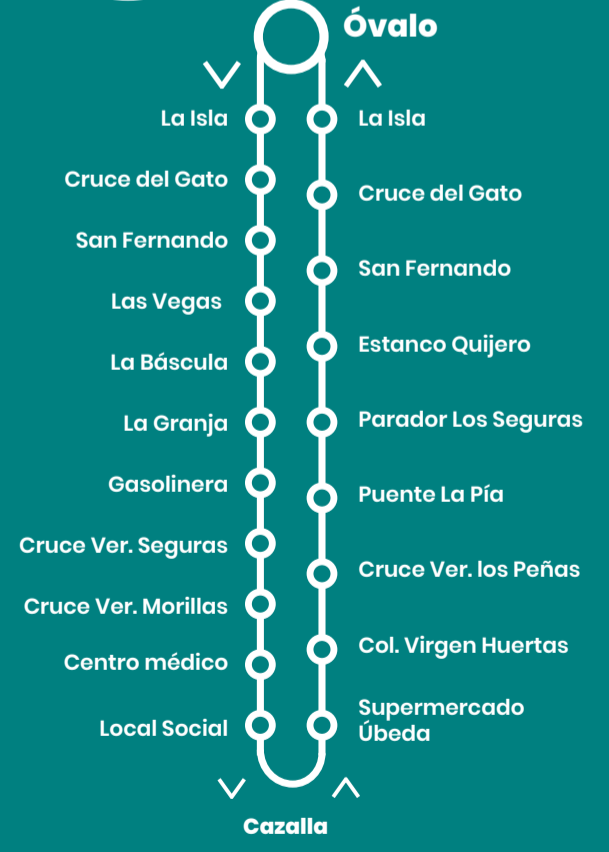 Óvalo
La Isla
Cruce del Gato
San Fernando
Las Vegas
La Báscula
La Granja
Gasolinera
Cruce Ver. Seguras
Cruce Ver. Morillas
Centro médico
Local Social
La Isla
Cruce del Gato
San Fernando
Estanco Quijero
Parador Los Seguras
Puente La Pía
Cruce Ver. los Peñas
Col. Virgen Huertas
Supermercado
Úbeda
Cazalla